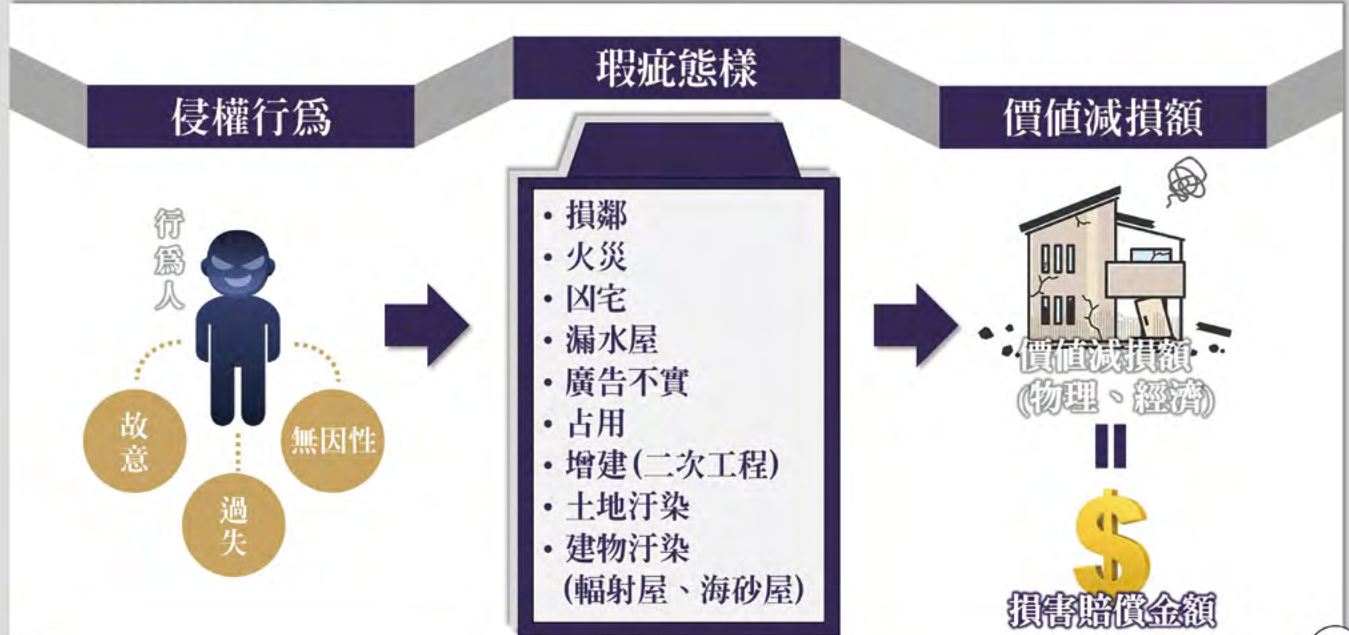 侵權行為
瑕疵態樣
價值減損額
行為人
故意
過失
無因性
・損鄰
・火災
・凶宅
・漏水屋
・廣告不實
・占用
・增建(二次工程)
・土地汙染
・建物汙染
(輻射屋、海砂屋)
價值減損額
(物理、經濟)
$
損害賠償金額